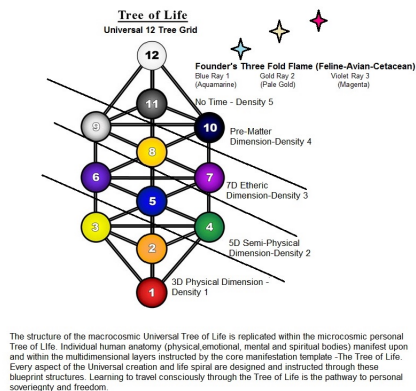 Tree of Life
Universal 12 Tree Grid
12
Founder's Three Fold Flame (Feline-Avian-Cetacean)
Blue Ray 1 Gold Ray 2 Violet Ray 3
(Aquamarine) (Pale Gold) (Magenta)
11
No Time - Density 5
9
10
Pre-Matter
Dimension-Density 4
8
6
7
7D Etheric
Dimension-Density 3
5
3
4
5D Semi-Physical
Dimension-Density 2
2
3D Physical Dimension -
Density 1
1
The structure of the macrocosmic Universal Tree of Life is replicated within the microcosmic personal
Tree of LIfe. Individual human anatomy (physical,emotional, mental and spiritual bodies) manifest upon
and within the multidimensional layers instructed by the core manifestation template -The Tree of Life.
Every aspect of the Universal creation and life spiral are designed and instructed through these
blueprint structures. Learning to travel consciously through the Tree of Life is the pathway to personal
soverieqnty and freedom.